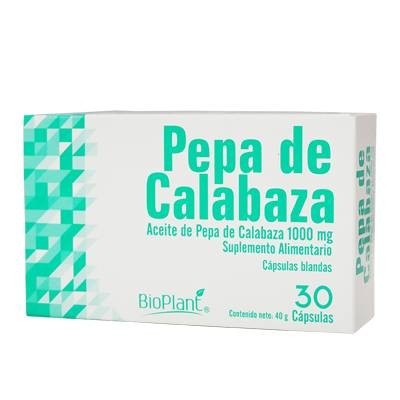 Pepa de
Calabaza
Aceite de Pepa de Calabaza 1000 mg
Suplemento Alimentario
Cápsulas blandas
30
Contenido neto: 40 g Cápsulas
BioPlant®
Pepa de
Calabaza